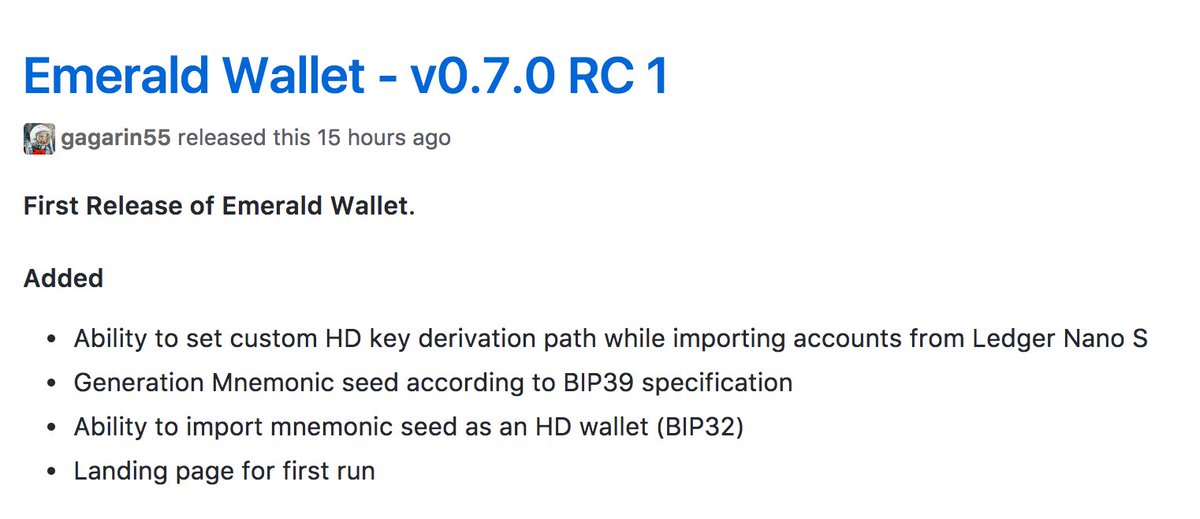 Emerald Wallet - v0.7.0 RC 1
gagarin55 released this 15 hours ago
First Release of Emerald Wallet.
Added
• Ability to set custom HD key derivation path while importing accounts from Ledger Nano S
• Generation Mnemonic seed according to BIP39 specification
• Ability to import mnemonic seed as an HD wallet (BIP32)
• Landing page for first run